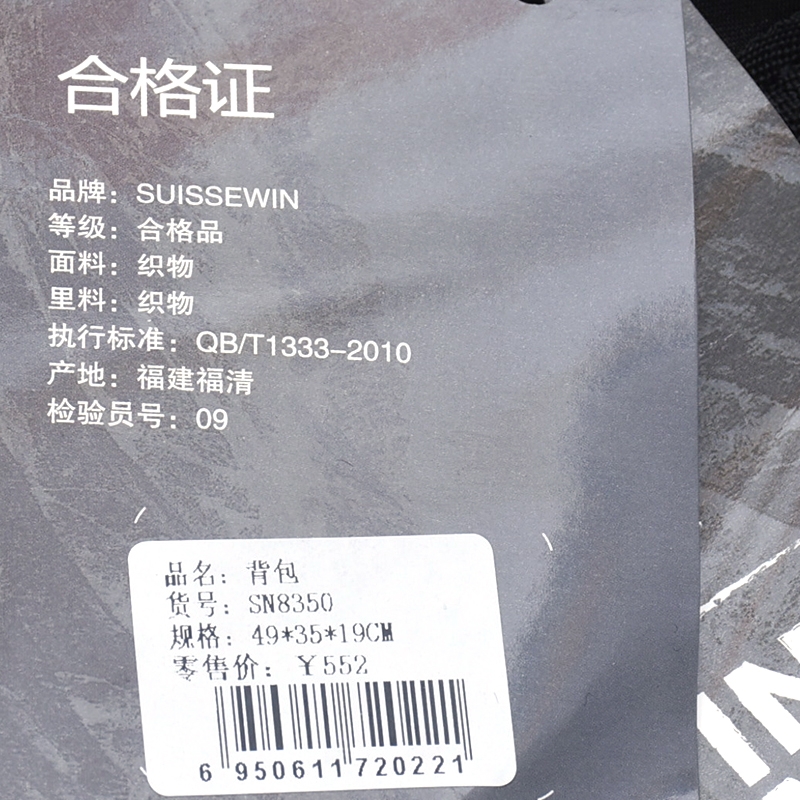 合格证
品牌：SUISSEWIN
等级：合格品
面料：织物
里料：织物
执行标准：QB/T1333-2010
产地：福建福清
检验员号：09
品名：背包
货号：SN8350
规格：49*35*19CM
零售价：￥552
6 950611 720221
IN